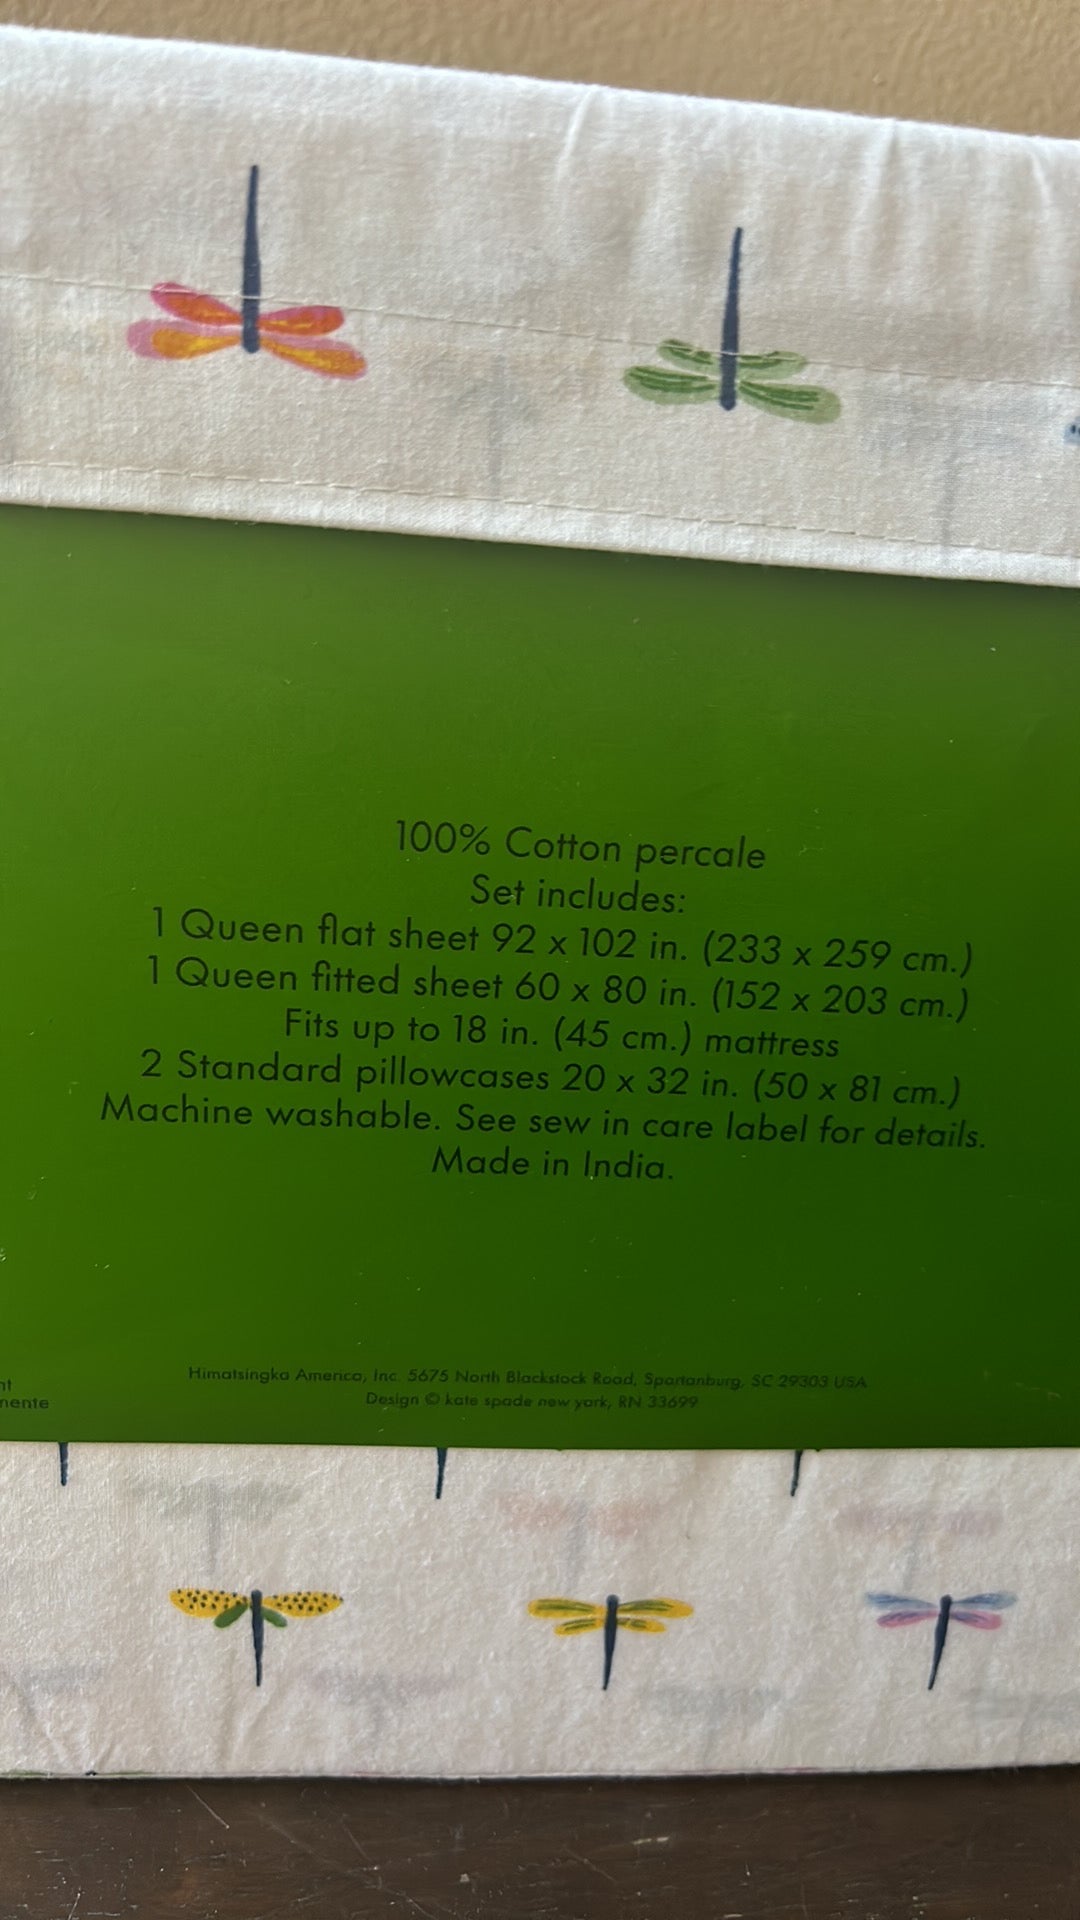 100% Cotton percale
Set includes:
1 Queen flat sheet 92 x 102 in. (233 x 259 cm.)
1 Queen fitted sheet 60 x 80 in. (152 x 203 cm.)
Fits up to 18 in. (45 cm.) mattress
2 Standard pillowcases 20 x 32 in. (50 x 81 cm.)
Machine washable. See sew in care label for details.
Made in India.
Himatsingka America, Inc. 5675 North Blackstock Road, Spartanburg, SC 29303 USA
Design © kate spade new york, RN 33699